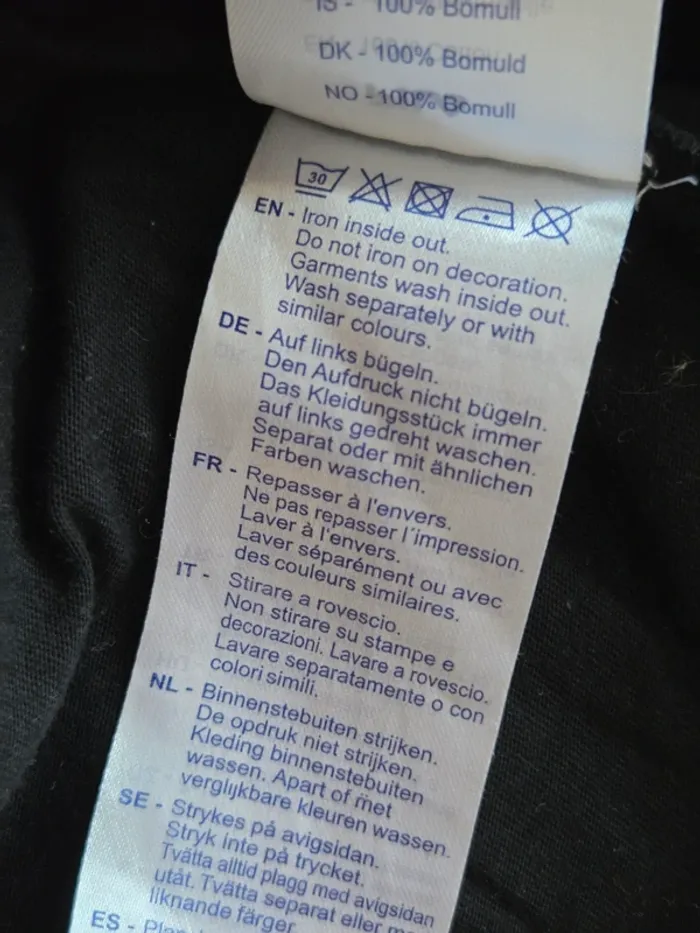 IS - 100% Bomull
DK - 100% Bomuld
NO - 100% Bomull
30
EN - Iron inside out.
Do not iron on decoration.
Garments wash inside out.
Wash separately or with
similar colours.
DE - Auf links bügeln.
Den Aufdruck nicht bügeln.
Das Kleidungsstück immer
auf links gedreht waschen.
Separat oder mit ähnlichen
Farben waschen.
FR - Repasser à l'envers.
Ne pas repasser l'impression.
Laver à l'envers.
Laver séparément ou avec
des couleurs similaires.
IT - Stirare a rovescio.
Non stirare su stampe e
decorazioni. Lavare a rovescio.
Lavare separatamente o con
colori simili.
NL - Binnenstebuiten strijken.
De opdruk niet strijken.
Kleding binnenstebuiten
wassen. Apart of met
verglijkbare kleuren wassen.
SE - Strykes på avigsidan.
Stryk inte på trycket.
Tvätta alltid plagg med avigsidan
utåt. Tvätta separat eller
liknande färger.
ES -